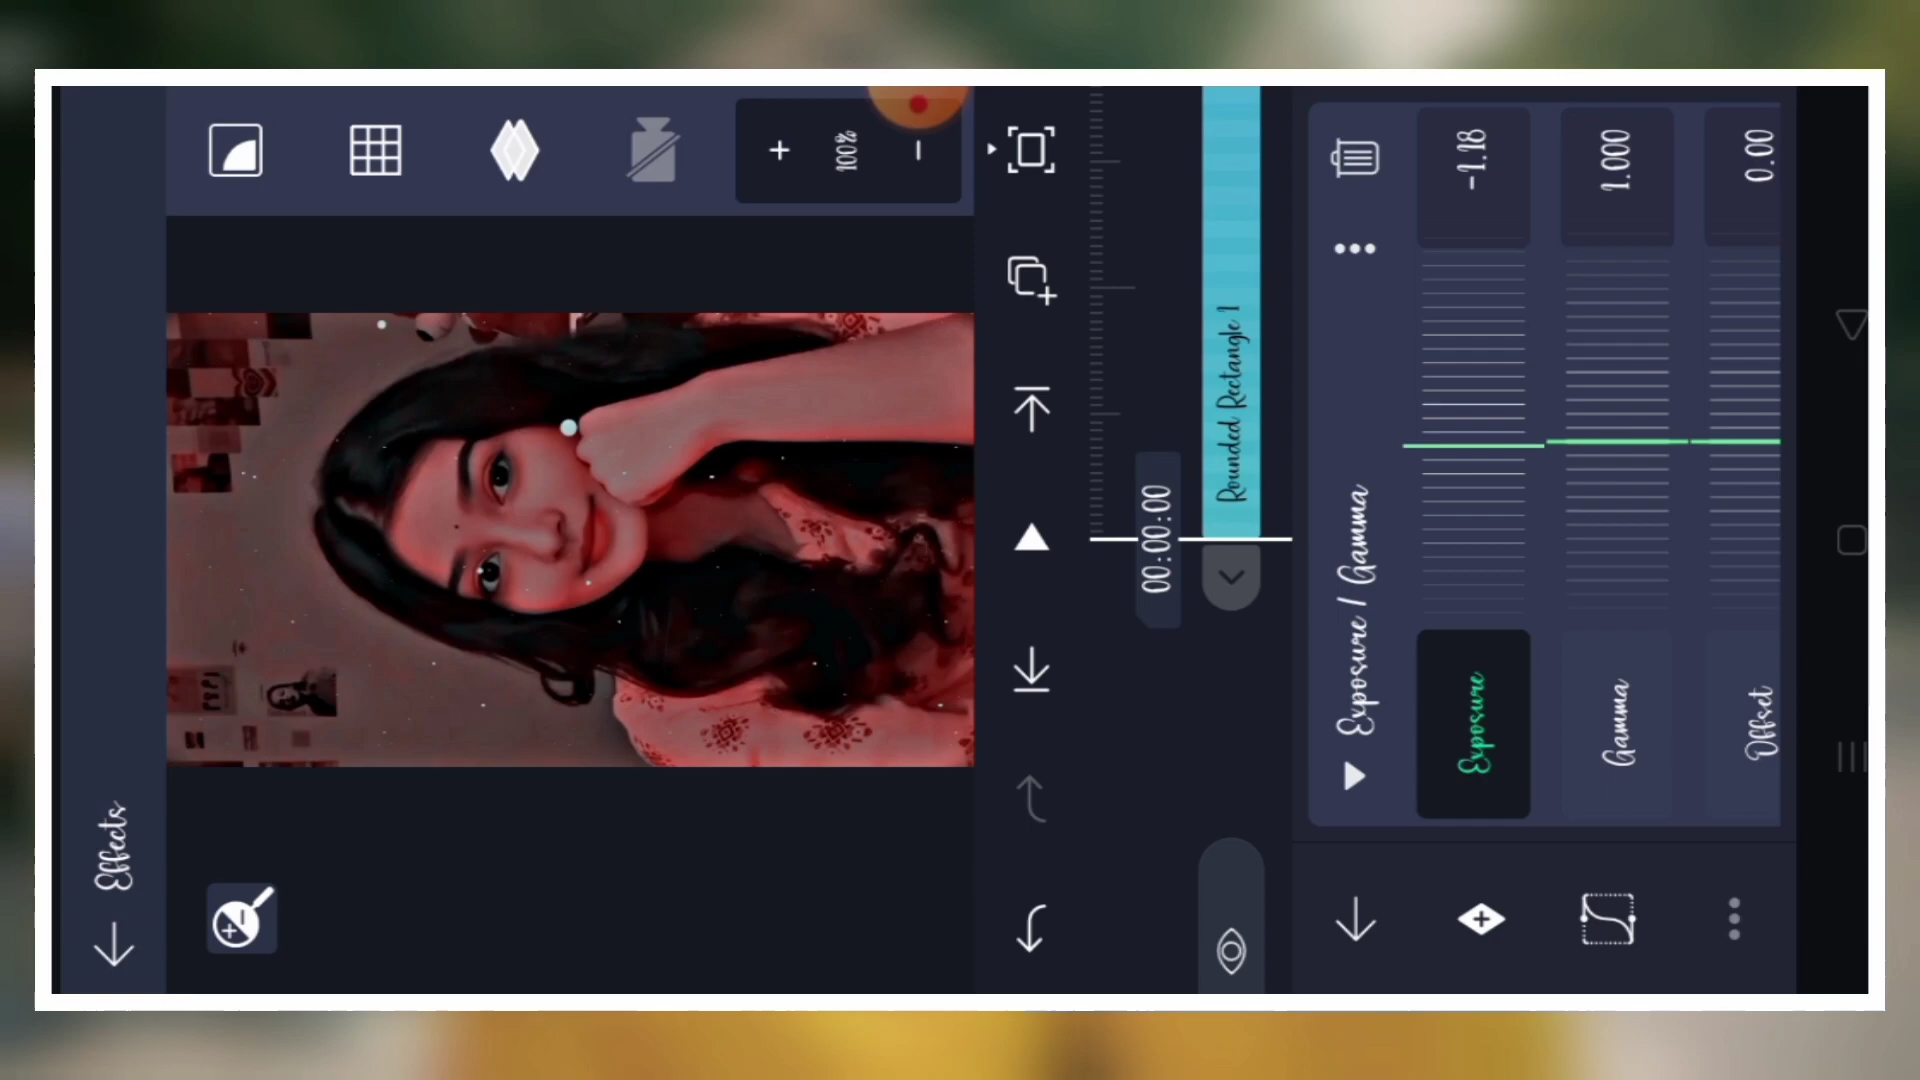 Effects
100%
00:00:00
Rounded Rectangle 1
Exposure / Gamma
Exposure
-1.18
Gamma
1.000
Offset
0.00